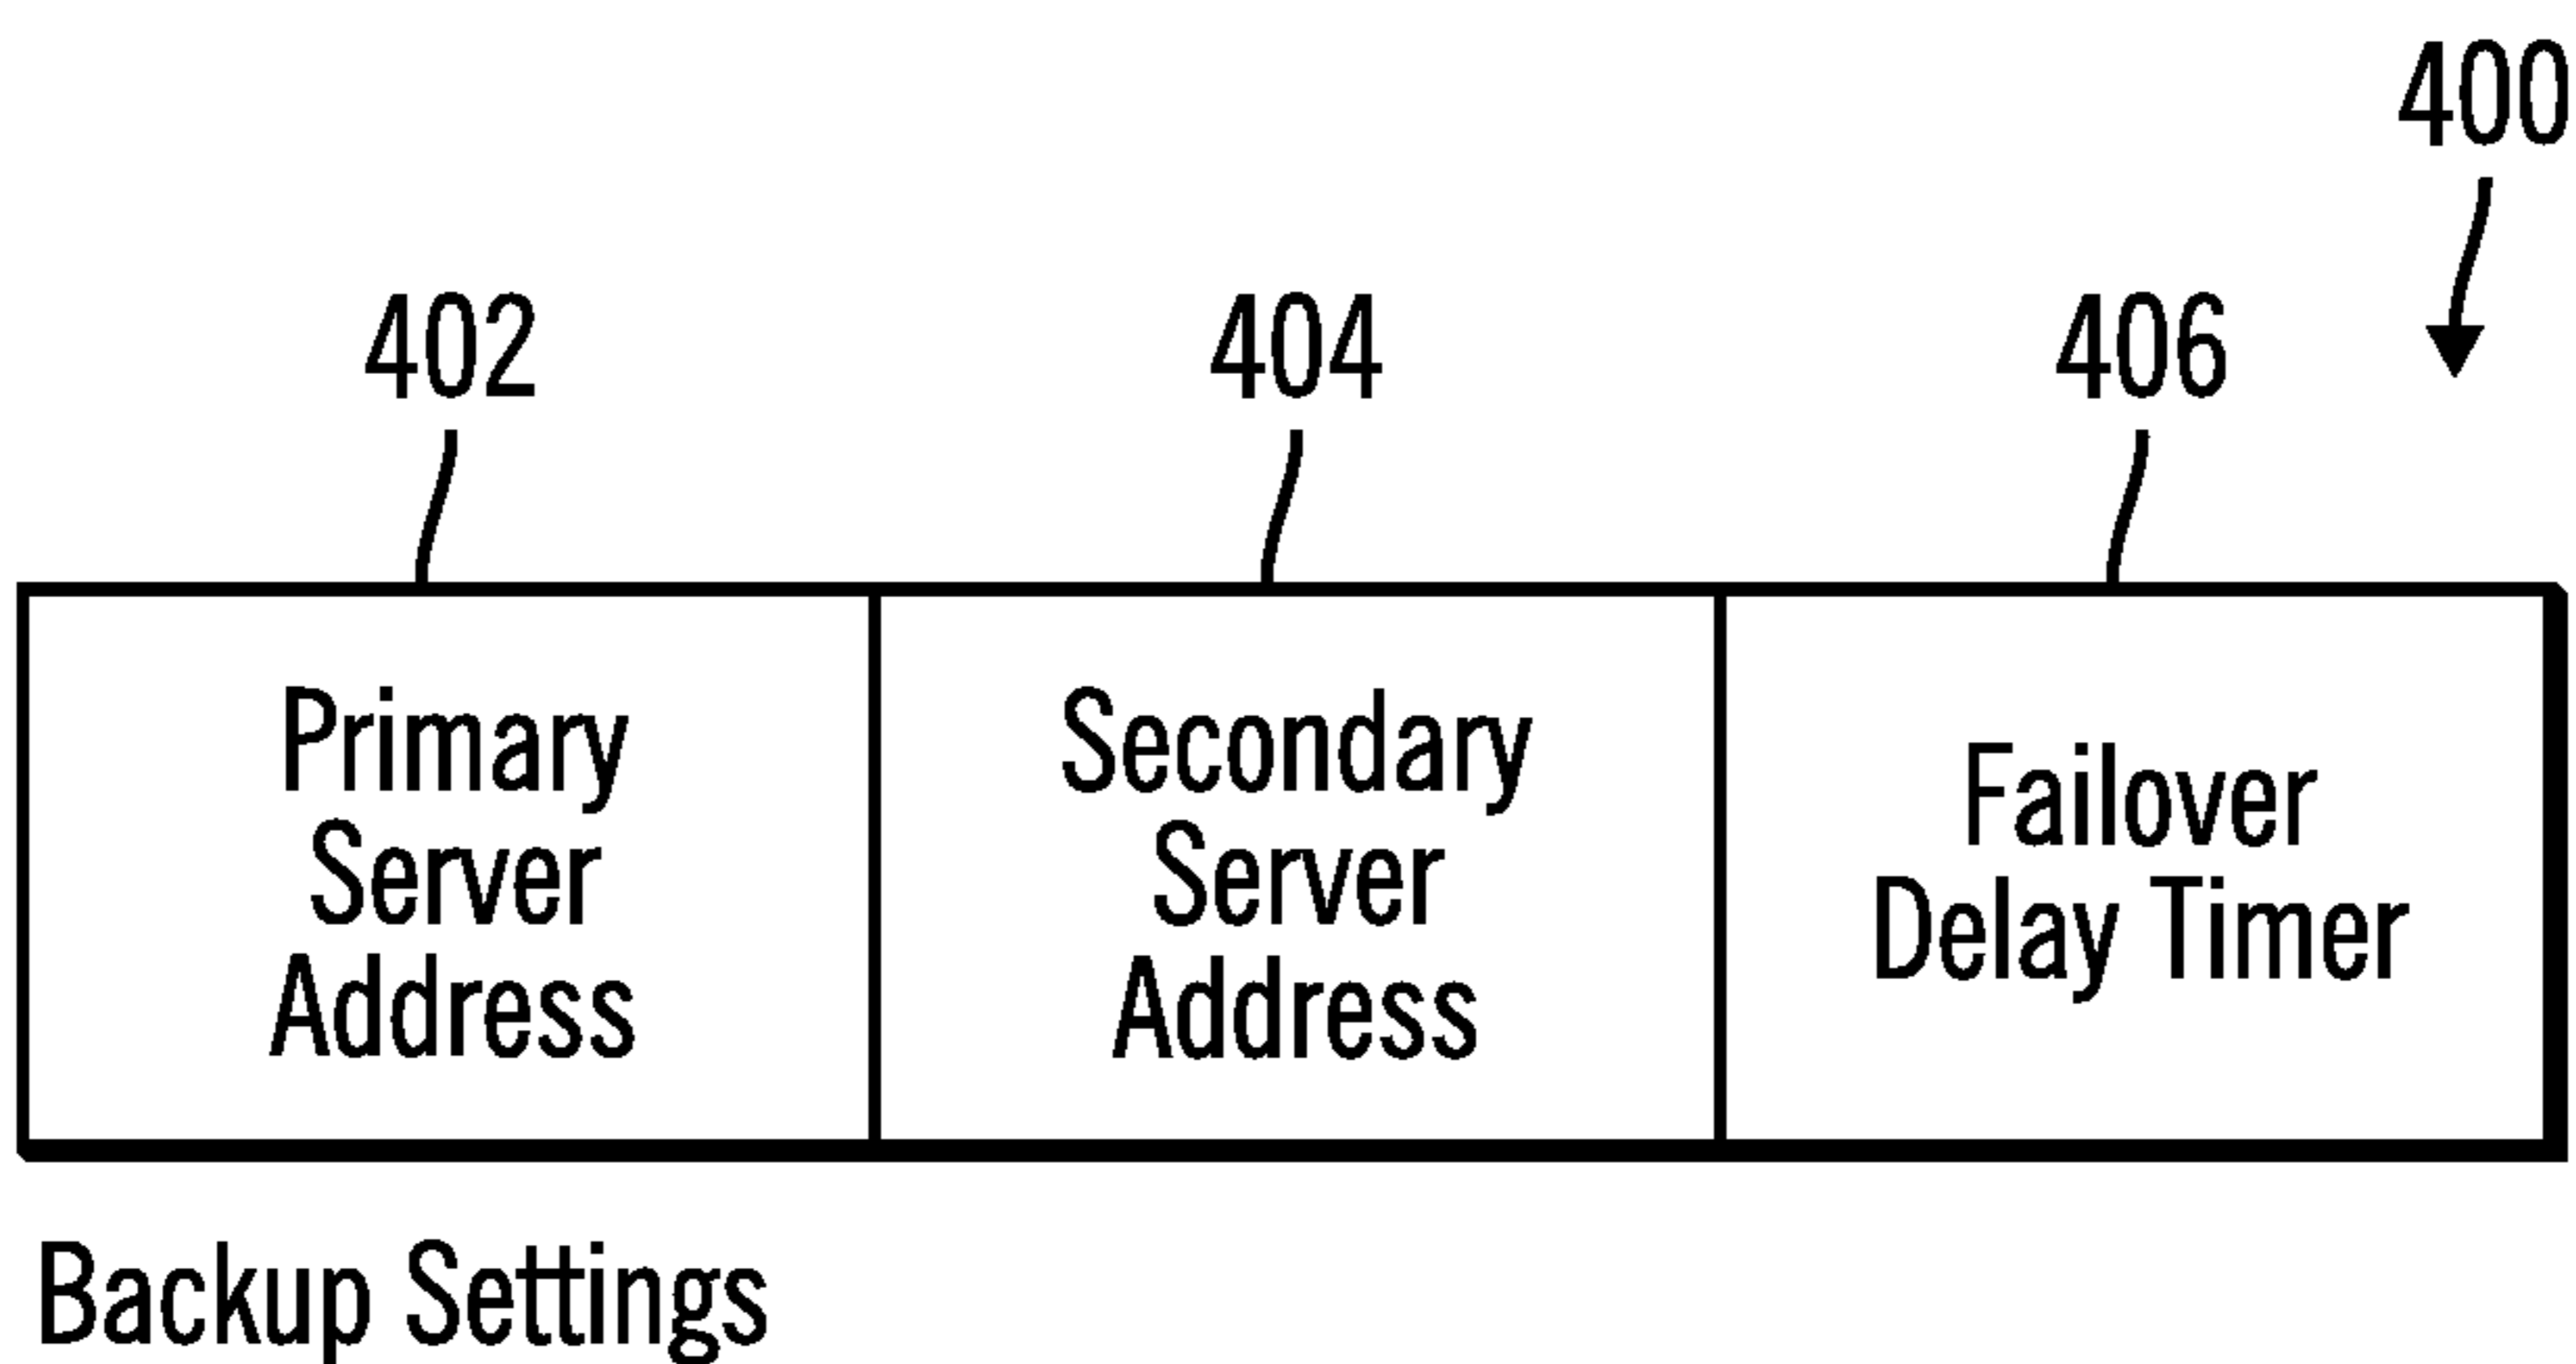 400
402
404
406
Primary
Server
Address
Secondary
Server
Address
Failover
Delay Timer
Backup Settings